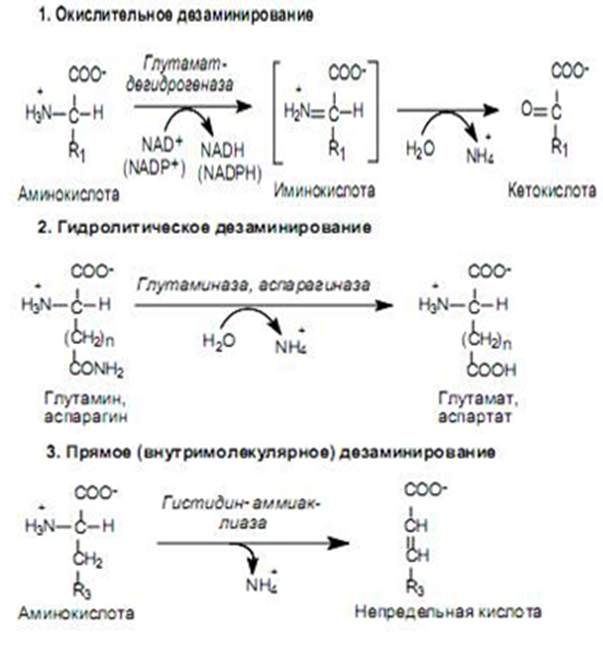 1. Окислительное дезаминирование
Глутамат-
дегидрогеназа
COO- COO- COO-
+ +
H₃N–C–H H₂N=C–H O=C
R₁ R₁ R₁
NAD+ NADH H₂O NH₄+
(NADP+) (NADPH)
Аминокислота Иминокислота Кетокислота
2. Гидролитическое дезаминирование
COO- Глутаминаза, аспарагиназа COO-
+ +
H₃N–C–H H₃N–C–H
(CH₂)n H₂O NH₄+ (CH₂)n
CONH₂ COOH
Глутамин, Глутамат,
аспарагин аспартат
3. Прямое (внутримолекулярное) дезаминирование
COO- Гистидин-аммиак- COO-
+ лиаза
H₃N–C–H CH
CH₂ CH
R₃ NH₄+ R₃
Аминокислота Непредельная кислота